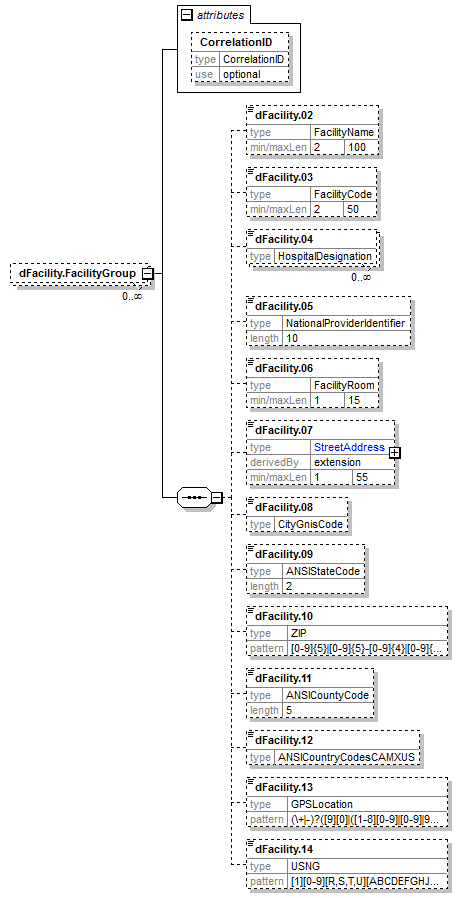 attributes
CorrelationID
type CorrelationID
use optional
dFacility.02
type FacilityName
min/maxLen 2 100
dFacility.03
type FacilityCode
min/maxLen 2 50
dFacility.04
type HospitalDesignation
0..∞
dFacility.FacilityGroup
0..∞
dFacility.05
type NationalProviderIdentifier
length 10
dFacility.06
type FacilityRoom
min/maxLen 1 15
dFacility.07
type StreetAddress
derivedBy extension
min/maxLen 1 55
dFacility.08
type CityGnisCode
dFacility.09
type ANSIStateCode
length 2
dFacility.10
type ZIP
pattern [0-9]{5}|[0-9]{5}-[0-9]{4}|[0-9]{...
dFacility.11
type ANSICountyCode
length 5
dFacility.12
type ANSICountryCodesCAMXUS
dFacility.13
type GPSLocation
pattern (\+|-)?([9][0]|([1-8][0-9]|[0-9]|9...
dFacility.14
type USNG
pattern [1][0-9][R,S,T,U][ABCDEFGHJ...